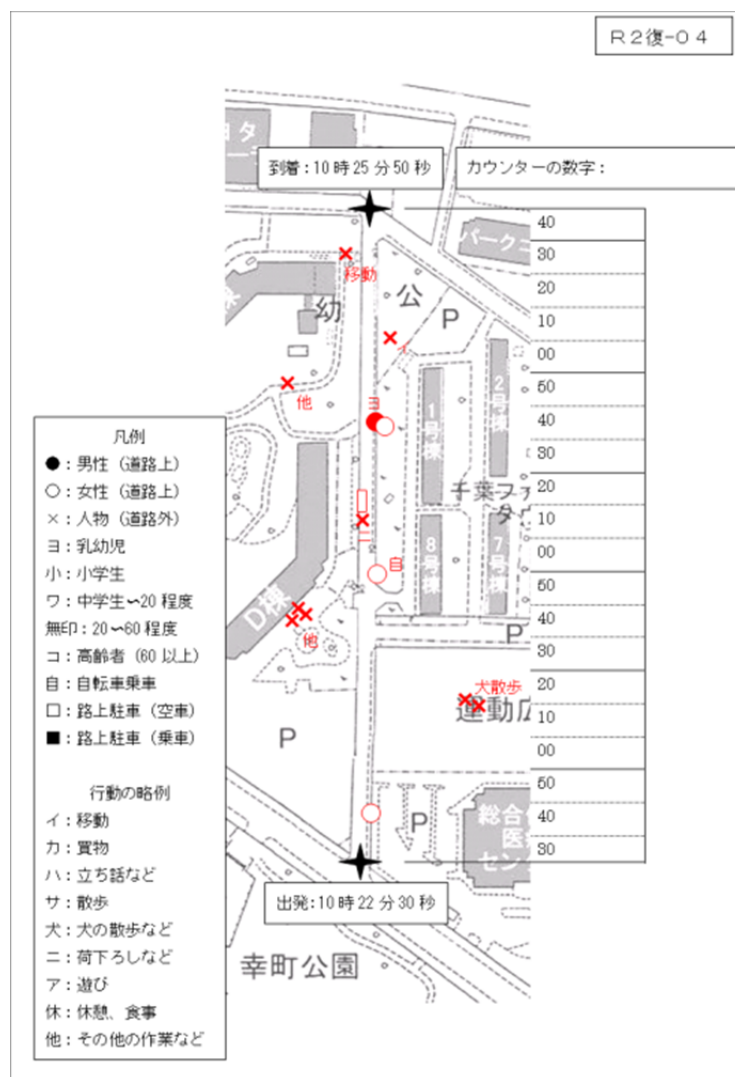 R2復-04
到着:10時25分50秒
カウンターの数字:
パークコ
40
30
20
10
00
50
40
30
20
10
00
50
40
30
20
10
00
50
40
30
移動
幼
公
P
イ
他
ヨ
1号棟
2号棟
千葉ファ
タ
ニ
8号棟
7号棟
自
D棟
他
P
犬散歩
運動広
P
P
総合
医療
セン
出発:10時22分30秒
幸町公園
凡例
●:男性(道路上)
○:女性(道路上)
×:人物(道路外)
ヨ:乳幼児
小:小学生
ワ:中学生〜20程度
無印:20〜60程度
コ:高齢者(60以上)
自:自転車乗車
□:路上駐車(空車)
■:路上駐車(乗車)
行動の略例
イ:移動
カ:買物
ハ:立ち話など
サ:散歩
犬:犬の散歩など
ニ:荷下ろしなど
ア:遊び
休:休憩、食事
他:その他の作業など